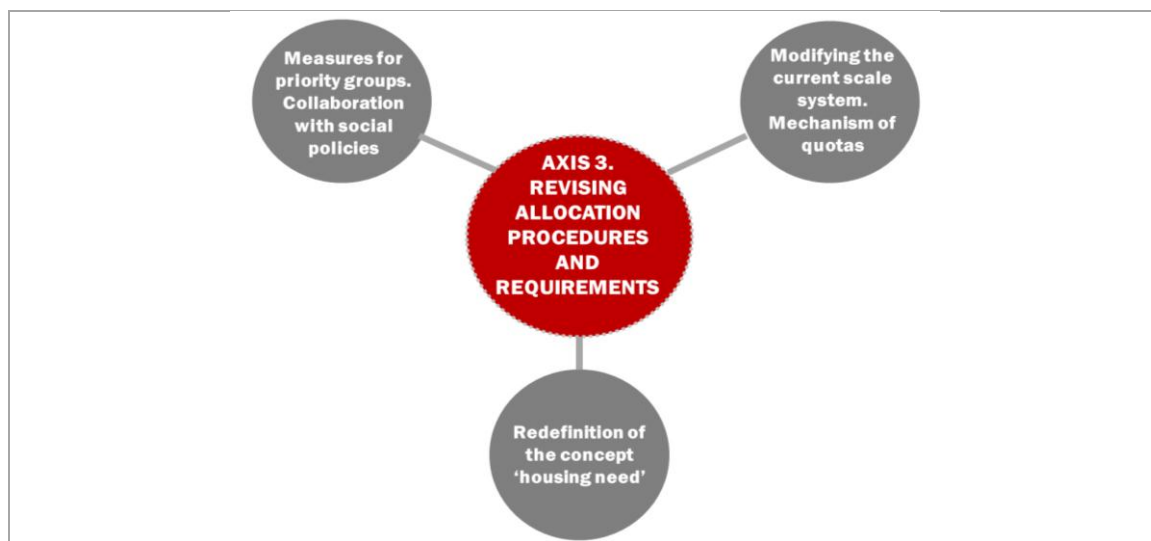 Measures for
priority groups.
Collaboration
with social
policies
Modifying the
current scale
system.
Mechanism of
quotas
AXIS 3.
REVISING
ALLOCATION
PROCEDURES
AND
REQUIREMENTS
Redefinition of
the concept
‘housing need’